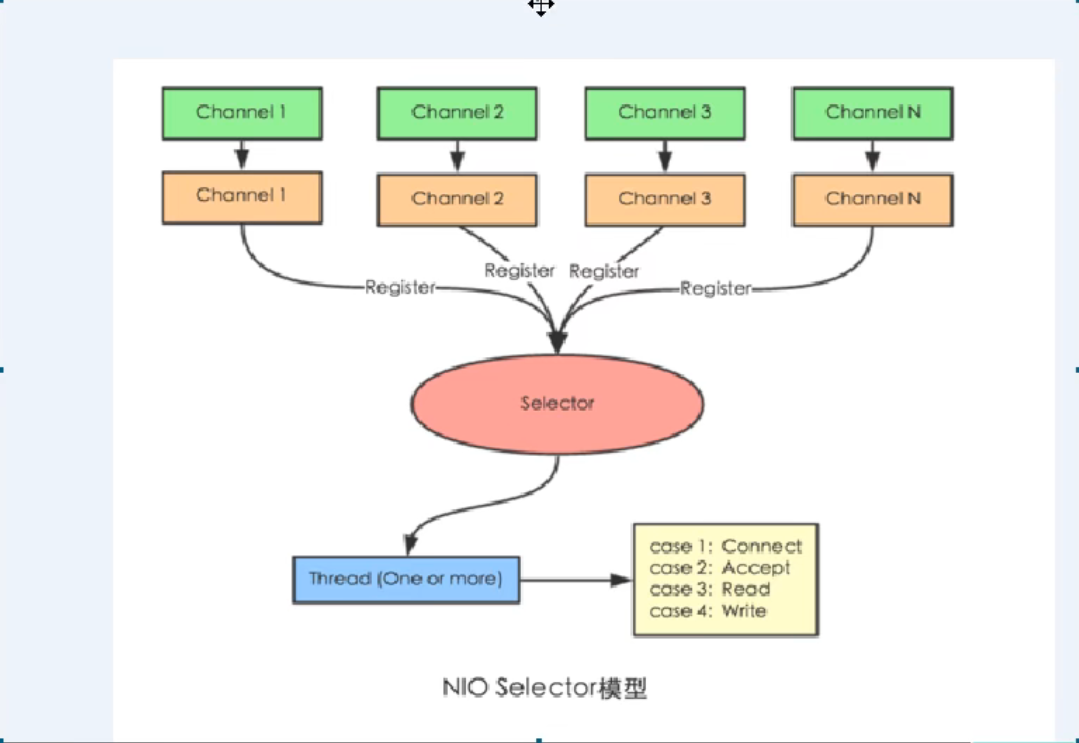 Channel 1
Channel 2
Channel 3
Channel N
Channel 1
Channel 2
Channel 3
Channel N
Register
Register
Register
Register
Selector
Thread (One or more)
case 1: Connect
case 2: Accept
case 3: Read
case 4: Write
NIO Selector模型